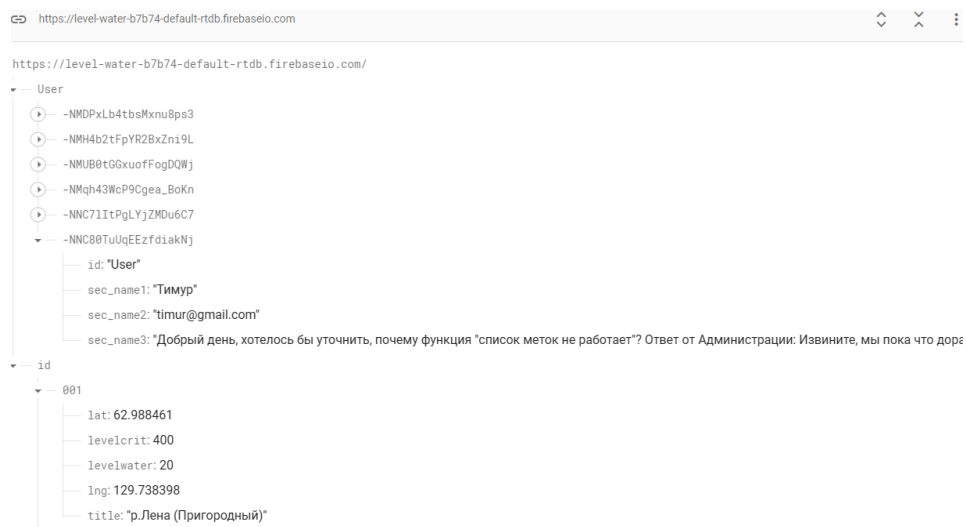 https://level-water-b7b74-default-rtdb.firebaseio.com
https://level-water-b7b74-default-rtdb.firebaseio.com/
User
-NMDPxLb4tbsMxnu8ps3
-NMH4b2tFpYR2BxZni9L
-NMUB0tGGxuofFogDQWj
-NMqh43WcP9Cgea_BoKn
-NNC7lItPgLYjZMDu6C7
-NNC80TuUqEEzfdiakNj
id: "User"
sec_name1: "Тимур"
sec_name2: "timur@gmail.com"
sec_name3: "Добрый день, хотелось бы уточнить, почему функция "список меток не работает"? Ответ от Администрации: Извините, мы пока что дора
id
001
lat: 62.988461
levelcrit: 400
levelwater: 20
lng: 129.738398
title: "р.Лена (Пригородный)"